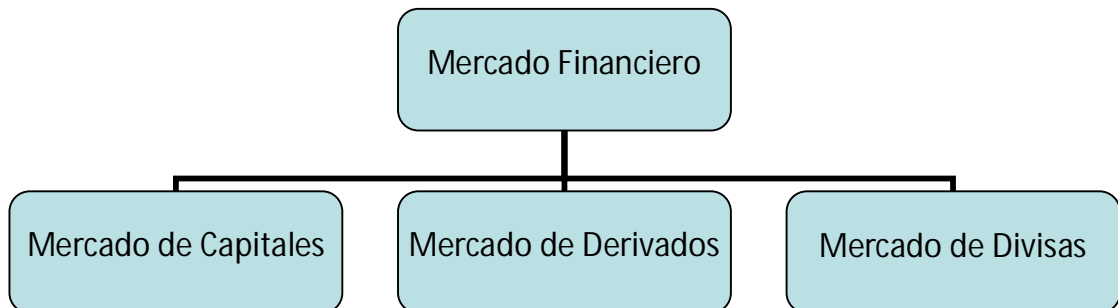 Mercado Financiero
Mercado de Capitales
Mercado de Derivados
Mercado de Divisas